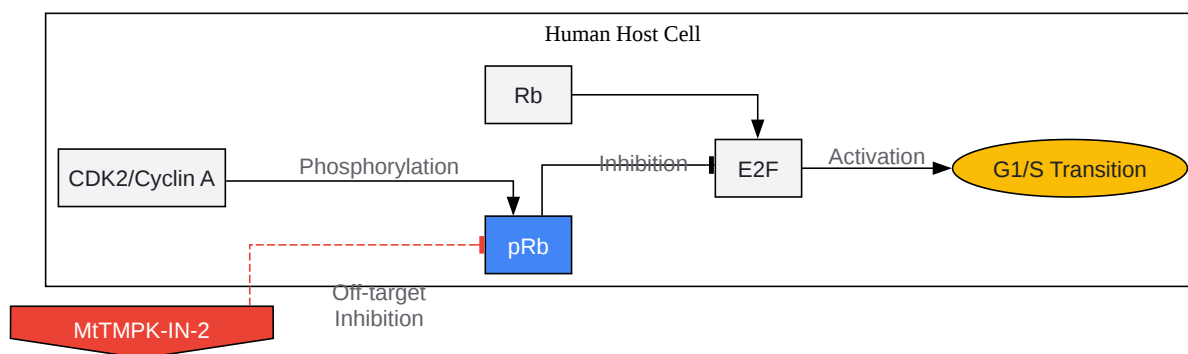 Human Host Cell
Rb
CDK2/Cyclin A
Phosphorylation
Inhibition
E2F
Activation
G1/S Transition
pRb
Off-target
Inhibition
MtTMPK-IN-2